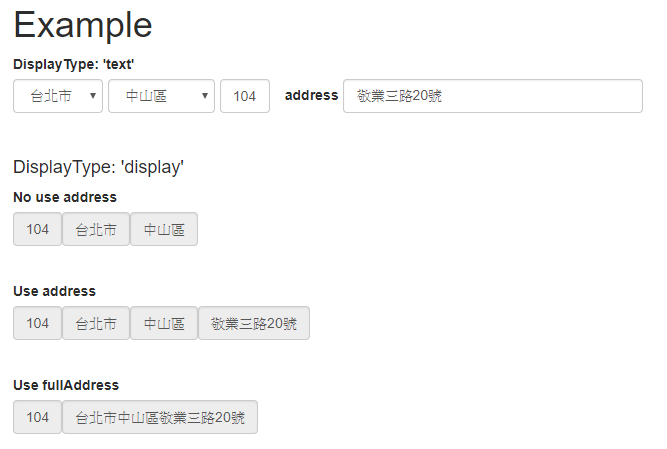 Example
DisplayType: 'text'
台北市 中山區 104 address 敬業三路20號
DisplayType: 'display'
No use address
104 台北市 中山區
Use address
104 台北市 中山區 敬業三路20號
Use fullAddress
104 台北市中山區敬業三路20號